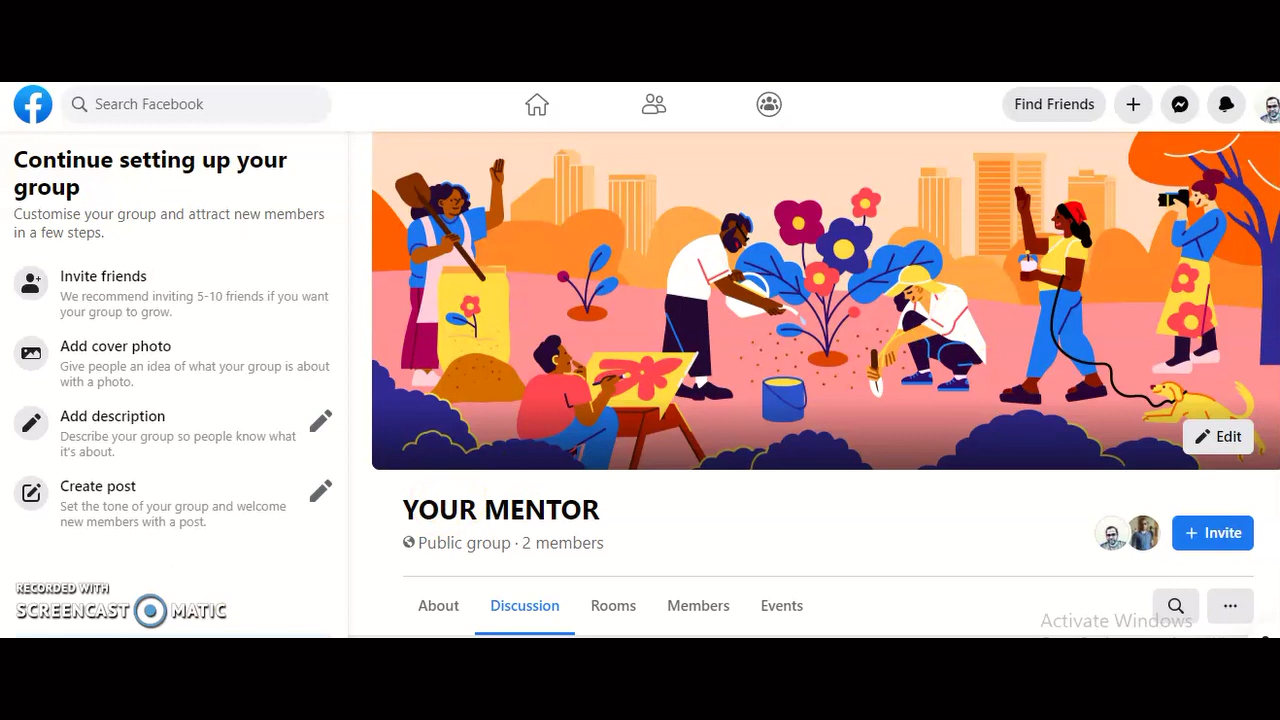 Search Facebook
Find Friends
Continue setting up your
group
Customise your group and attract new members
in a few steps.
Invite friends
We recommend inviting 5-10 friends if you want
your group to grow.
Add cover photo
Give people an idea of what your group is about
with a photo.
Add description
Describe your group so people know what
it's about.
Create post
Set the tone of your group and welcome
new members with a post.
RECORDED WITH
SCREENCAST MATIC
Edit
YOUR MENTOR
Public group · 2 members
+ Invite
About Discussion Rooms Members Events
Activate Windows